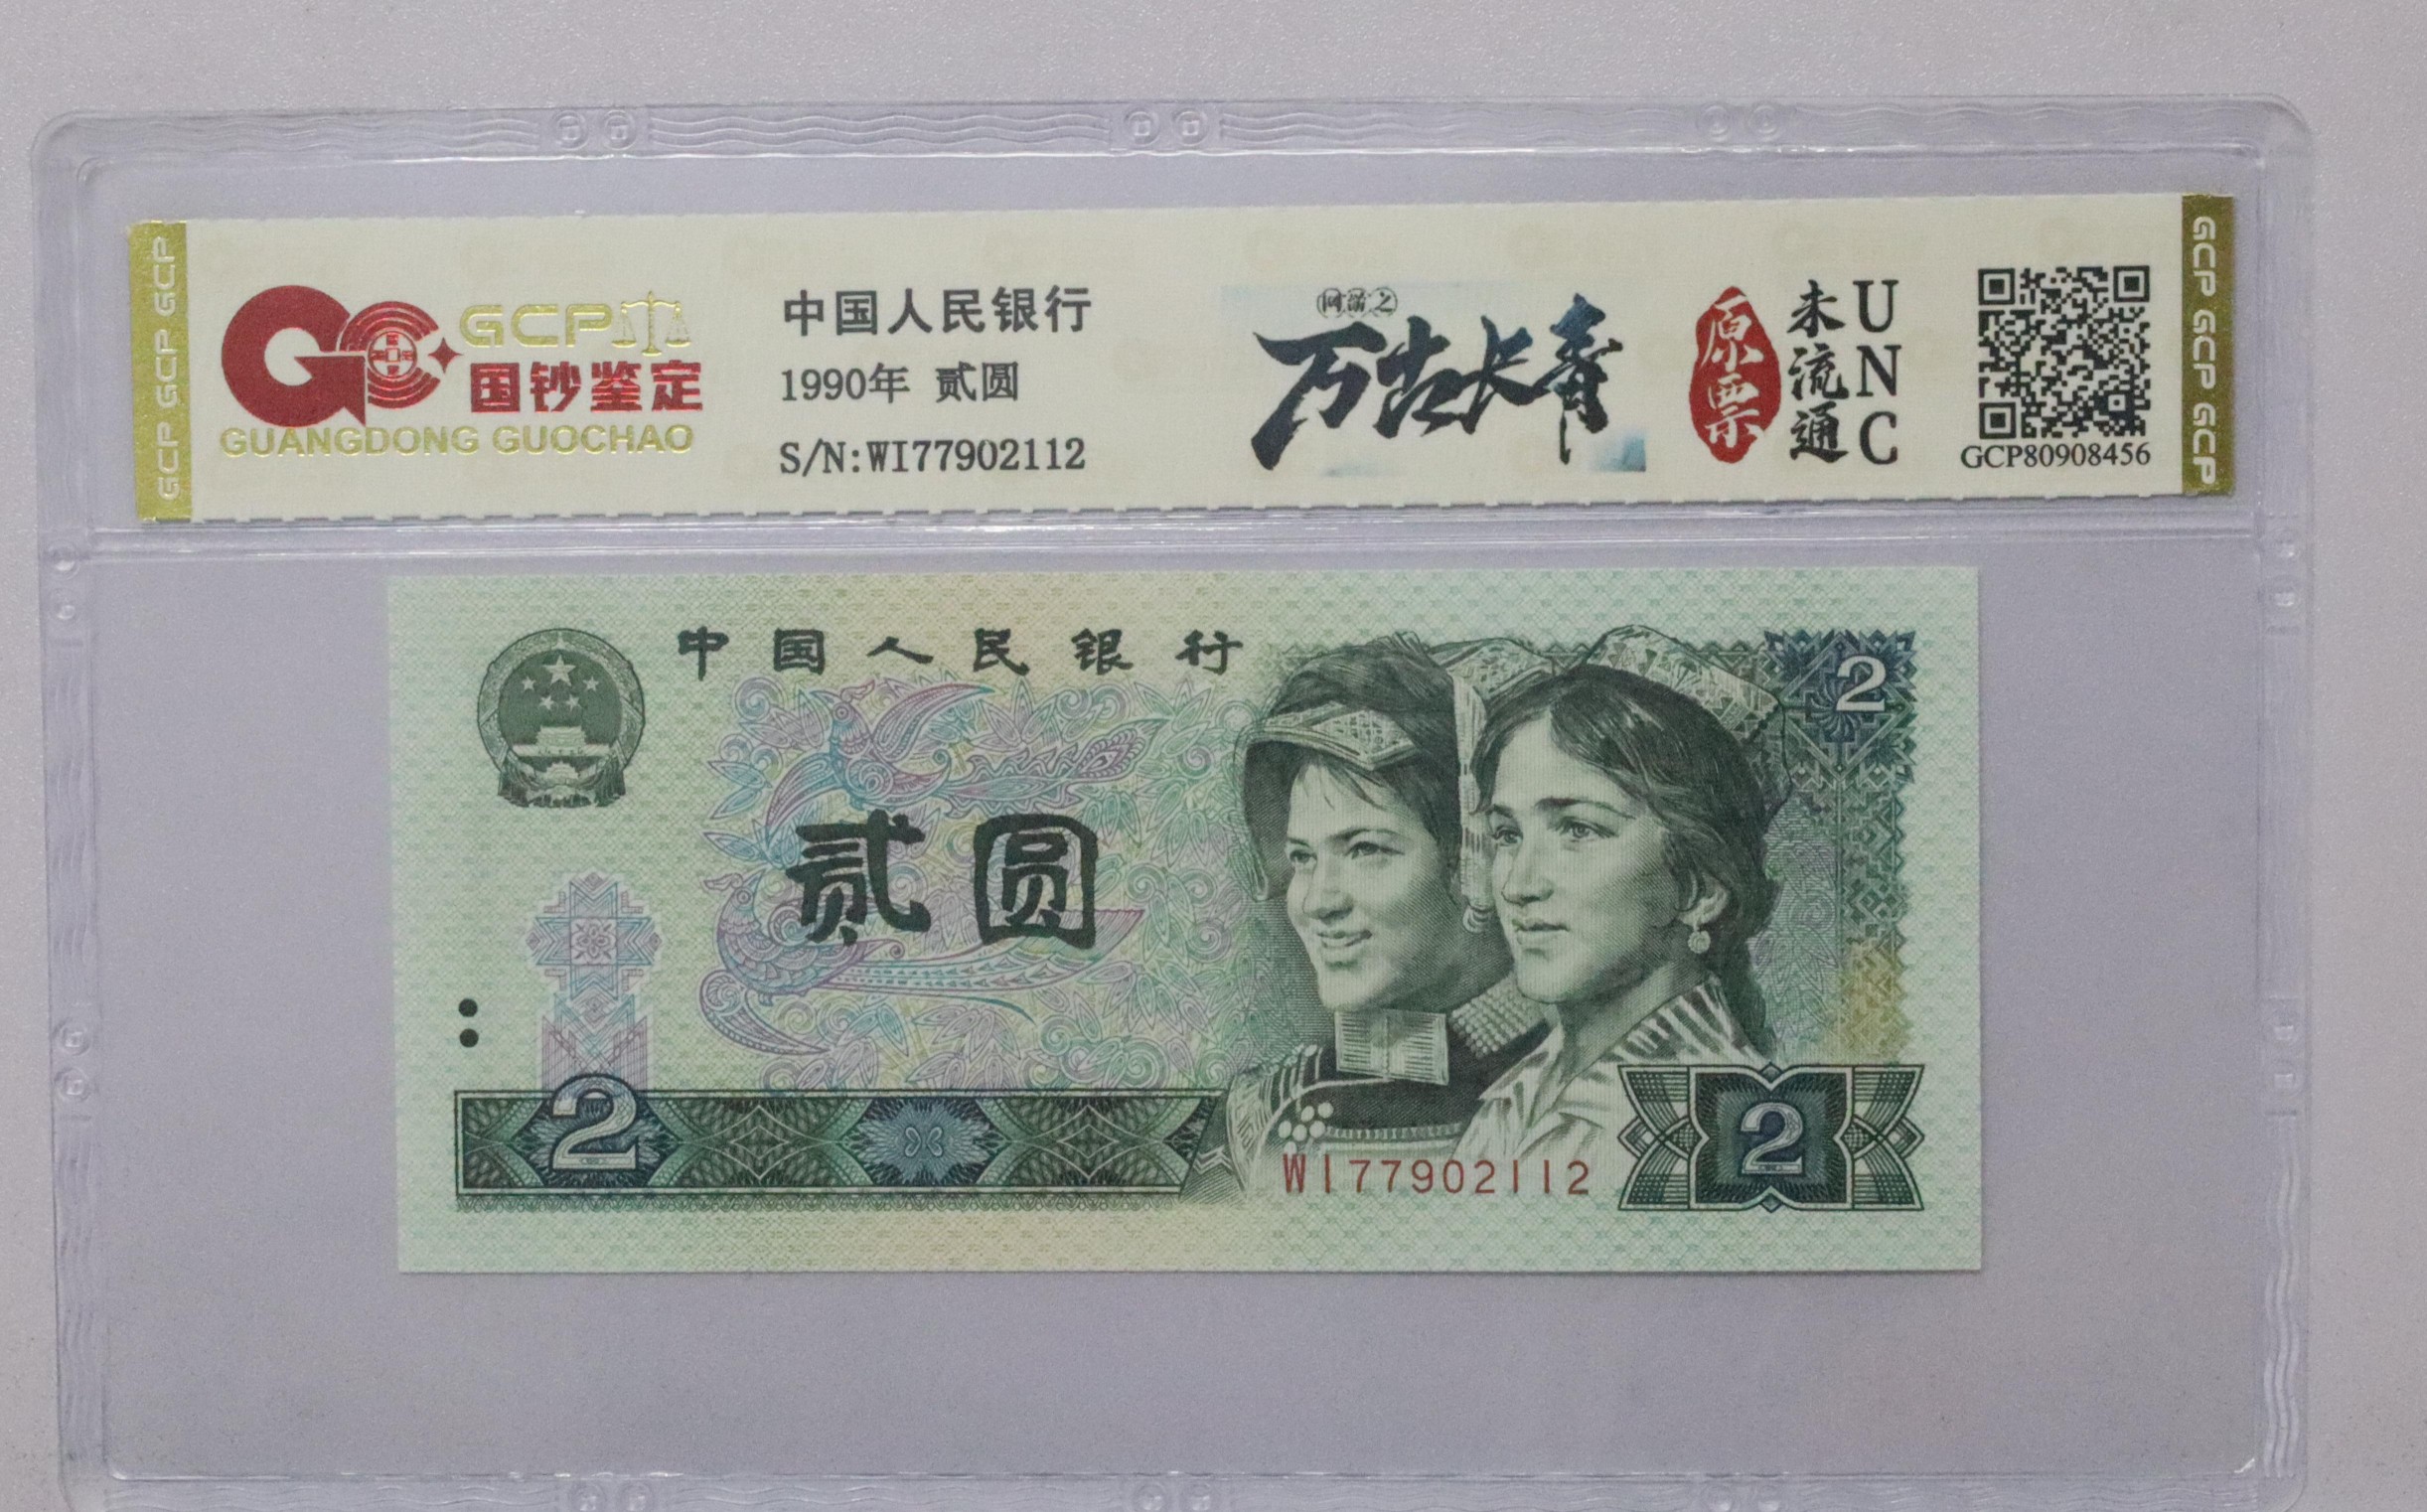 GCP GCP GCP
GCP
国钞鉴定
GUANGDONG GUOCHAO
中国人民银行
1990年 贰圆
S/N:WI77902112
万古长青
原票
未流通
UNC
GCP80908456
GCP GCP GCP
中国人民银行
2
贰圆
2
WI77902112
2